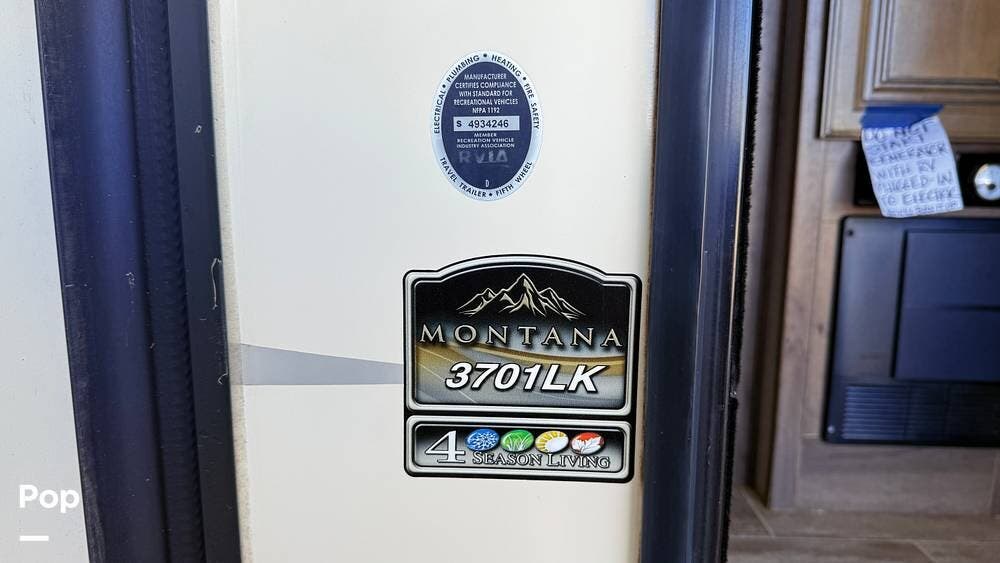 ELECTRICAL • PLUMBING • HEATING • FIRE SAFETY
MANUFACTURER
CERTIFIES COMPLIANCE
WITH STANDARD FOR
RECREATIONAL VEHICLES
NFPA 1192
S 4934246
MEMBER
RECREATION VEHICLE
INDUSTRY ASSOCIATION
RVIA
D
TRAVEL TRAILER • FIFTH WHEEL
DO NOT
START
GENERATOR
WITH RV
PLUGGED IN
TO ELECTRIC
MONTANA
3701LK
4 SEASON LIVING
Pop